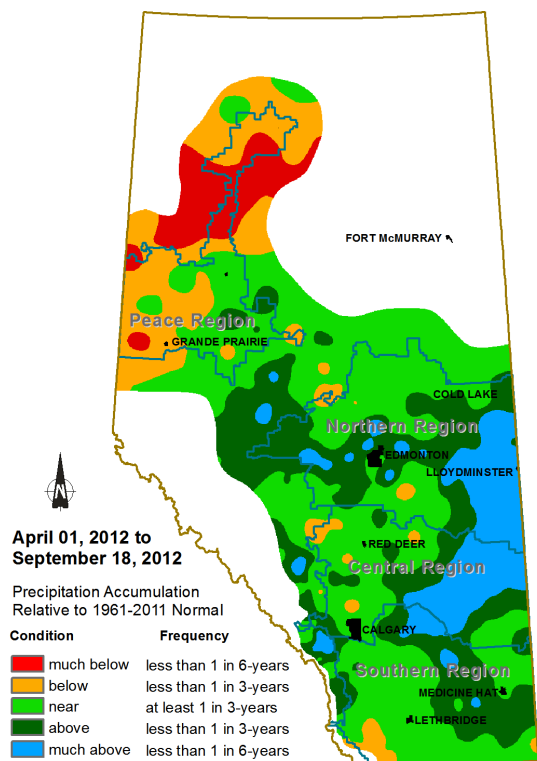 FORT McMURRAY
Peace Region
GRANDE PRAIRIE
COLD LAKE
Northern Region
EDMONTON
LLOYDMINSTER
N
April 01, 2012 to
September 18, 2012
RED DEER
Central Region
Precipitation Accumulation
Relative to 1961-2011 Normal
CALGARY
Condition Frequency
much below less than 1 in 6-years
below less than 1 in 3-years
near at least 1 in 3-years
above less than 1 in 3-years
much above less than 1 in 6-years
Southern Region
MEDICINE HAT
LETHBRIDGE